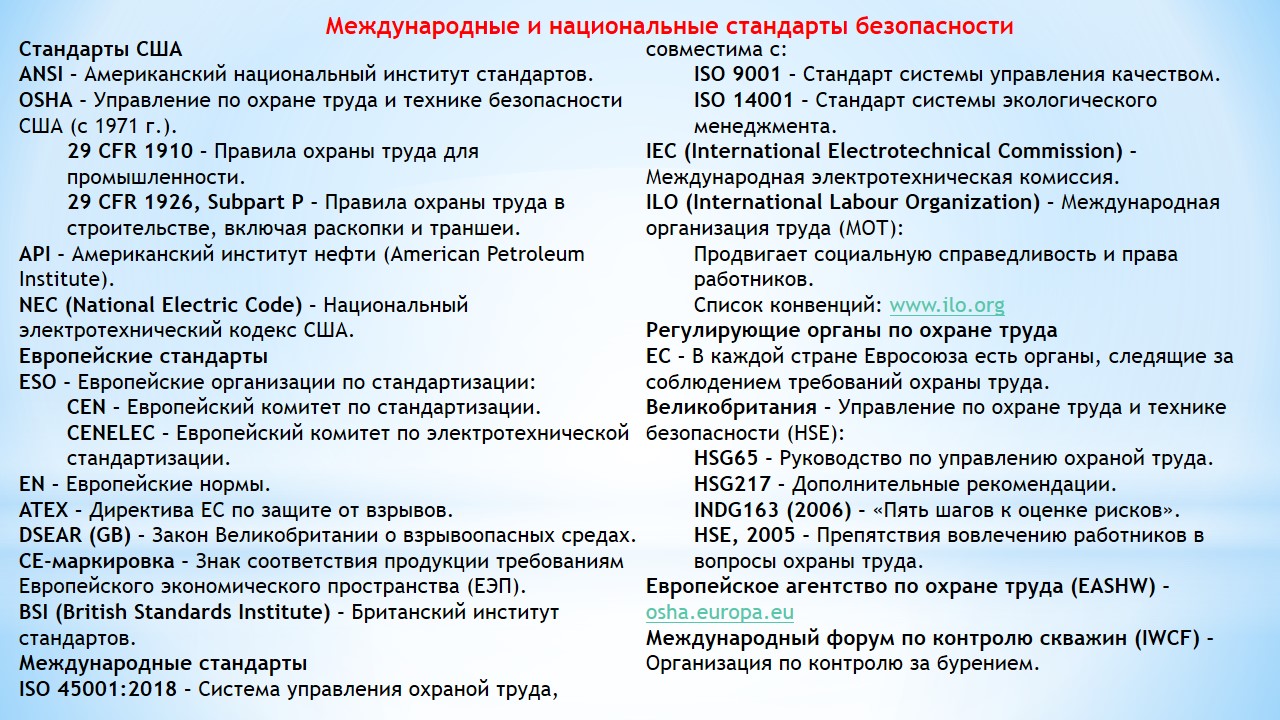 Международные и национальные стандарты безопасности
Стандарты США
ANSI – Американский национальный институт стандартов.
OSHA – Управление по охране труда и технике безопасности
США (с 1971 г.).
29 CFR 1910 – Правила охраны труда для
промышленности.
29 CFR 1926, Subpart P – Правила охраны труда в
строительстве, включая раскопки и траншеи.
API – Американский институт нефти (American Petroleum
Institute).
NEC (National Electric Code) – Национальный
электротехнический кодекс США.
Европейские стандарты
ESO – Европейские организации по стандартизации:
CEN – Европейский комитет по стандартизации.
CENELEC – Европейский комитет по электротехнической
стандартизации.
EN – Европейские нормы.
ATEX – Директива ЕС по защите от взрывов.
DSEAR (GB) – Закон Великобритании о взрывоопасных средах.
CE-маркировка – Знак соответствия продукции требованиям
Европейского экономического пространства (ЕЭП).
BSI (British Standards Institute) – Британский институт
стандартов.
Международные стандарты
ISO 45001:2018 – Система управления охраной труда,
совместима с:
ISO 9001 – Стандарт системы управления качеством.
ISO 14001 – Стандарт системы экологического
менеджмента.
IEC (International Electrotechnical Commission) –
Международная электротехническая комиссия.
ILO (International Labour Organization) – Международная
организация труда (МОТ):
Продвигает социальную справедливость и права
работников.
Список конвенций: www.ilo.org
Регулирующие органы по охране труда
ЕС – В каждой стране Евросоюза есть органы, следящие за
соблюдением требований охраны труда.
Великобритания – Управление по охране труда и технике
безопасности (HSE):
HSG65 – Руководство по управлению охраной труда.
HSG217 – Дополнительные рекомендации.
INDG163 (2006) – «Пять шагов к оценке рисков».
HSE, 2005 – Препятствия вовлечению работников в
вопросы охраны труда.
Европейское агентство по охране труда (EASHW) –
osha.europa.eu
Международный форум по контролю скважин (IWCF) –
Организация по контролю за бурением.